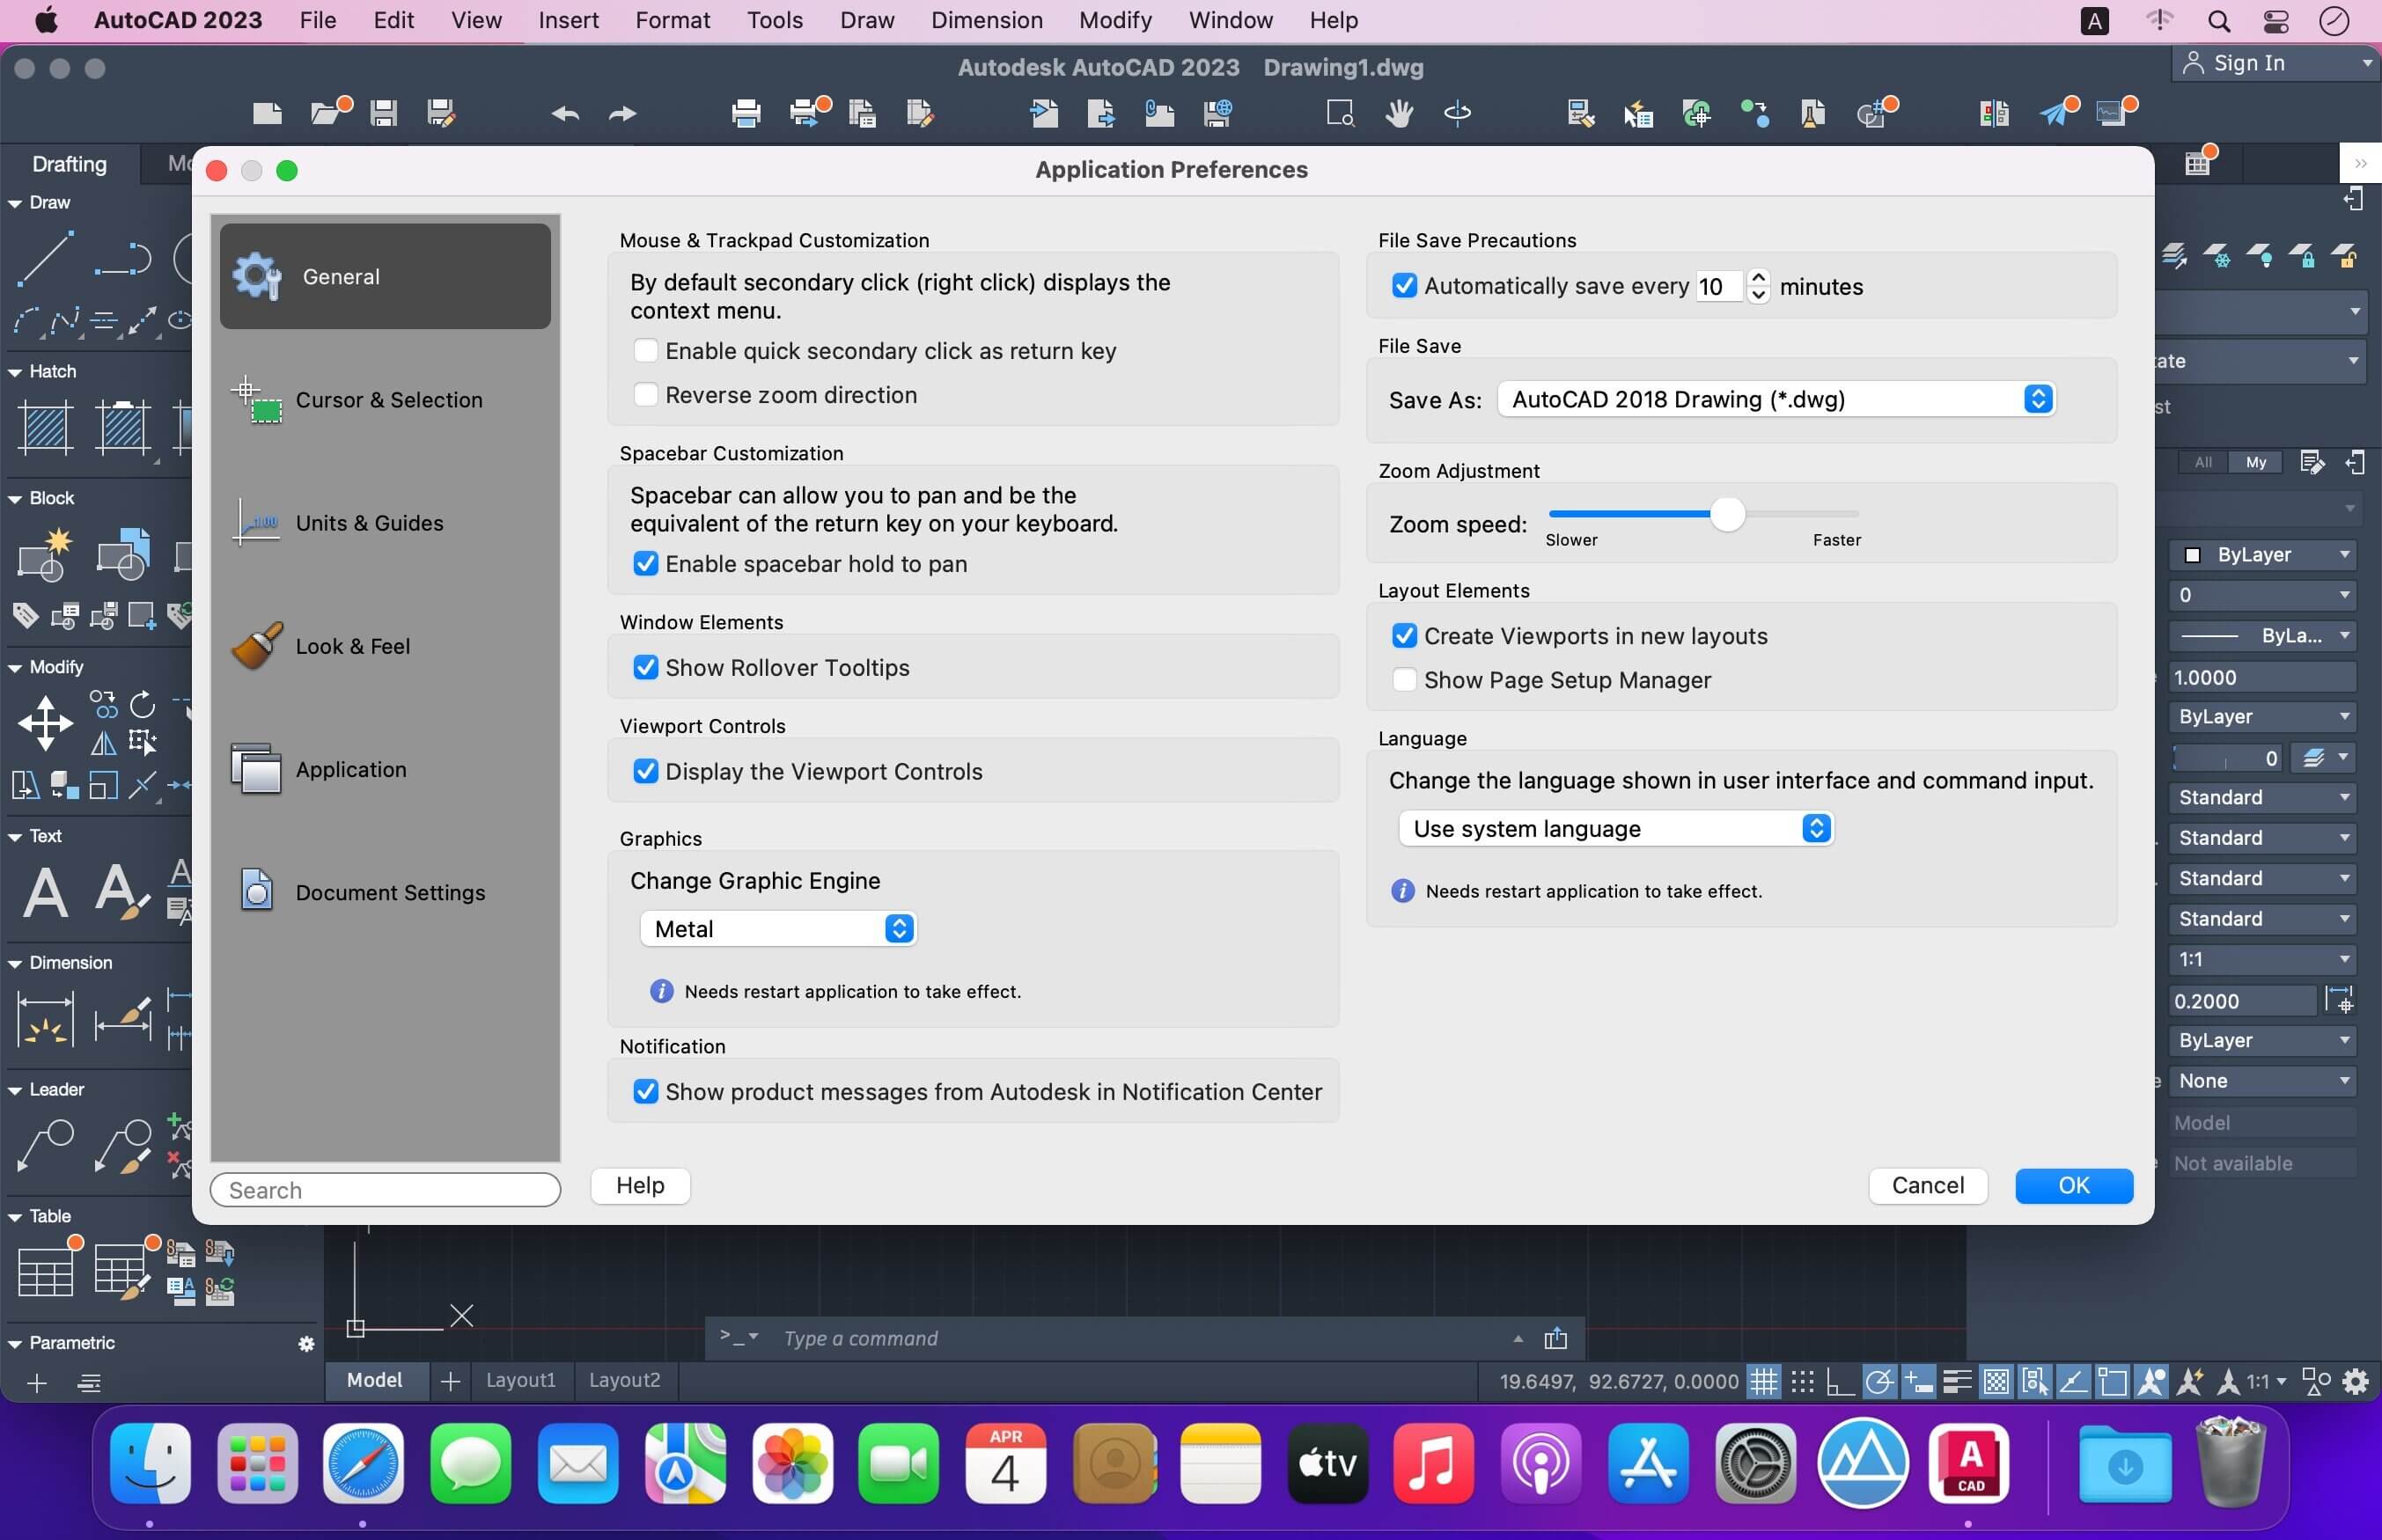 AutoCAD 2023 File Edit View Insert Format Tools Draw Dimension Modify Window Help
A
Autodesk AutoCAD 2023 Drawing1.dwg
Sign In
Drafting
Application Preferences
Draw
Hatch
Block
Modify
Text
Dimension
Leader
Table
Parametric
General
Cursor & Selection
1.00
Units & Guides
Look & Feel
Application
Document Settings
Search
Mouse & Trackpad Customization
By default secondary click (right click) displays the
context menu.
Enable quick secondary click as return key
Reverse zoom direction
Spacebar Customization
Spacebar can allow you to pan and be the
equivalent of the return key on your keyboard.
Enable spacebar hold to pan
Window Elements
Show Rollover Tooltips
Viewport Controls
Display the Viewport Controls
Graphics
Change Graphic Engine
Metal
Needs restart application to take effect.
Notification
Show product messages from Autodesk in Notification Center
File Save Precautions
Automatically save every 10 minutes
File Save
Save As: AutoCAD 2018 Drawing (*.dwg)
Zoom Adjustment
Zoom speed:
Slower Faster
Layout Elements
Create Viewports in new layouts
Show Page Setup Manager
Language
Change the language shown in user interface and command input.
Use system language
Needs restart application to take effect.
Help
Cancel
OK
All My
ByLayer
0
ByLa...
1.0000
ByLayer
0
Standard
Standard
Standard
Standard
1:1
0.2000
ByLayer
None
Model
Not available
>_ Type a command
Model
Layout1
Layout2
19.6497, 92.6727, 0.0000
1:1
APR
4
tv
A
CAD